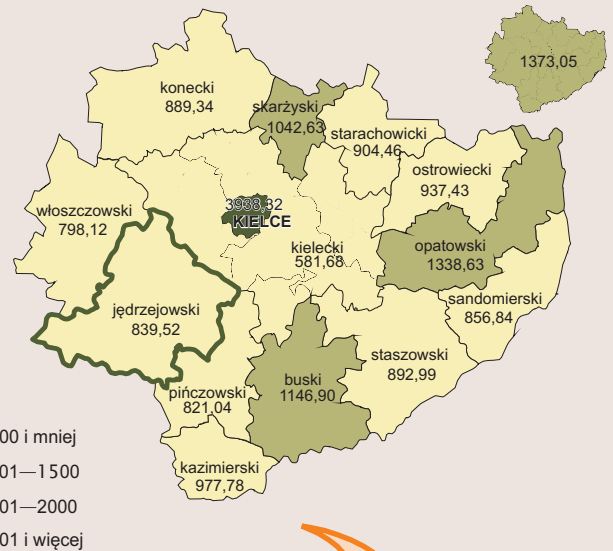 1373,05
konecki
889,34
skarżyski
1042,63
starachowicki
904,46
ostrowiecki
937,43
włoszczowski
798,12
3938,32
KIELCE
kielecki
581,68
opatowski
1338,63
sandomierski
856,84
jędrzejowski
839,52
staszowski
892,99
buski
1146,90
pińczowski
821,04
kazimierski
977,78
00 i mniej
01—1500
01—2000
01 i więcej